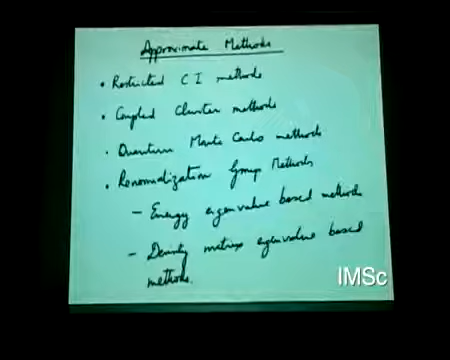 Approximate Methods
• Restricted C I methods
• Coupled Cluster methods
• Quantum Monte Carlo methods
• Renormalization Group Methods
– Energy eigenvalue based methods
– Density matrix eigenvalue based
methods.
IMSc